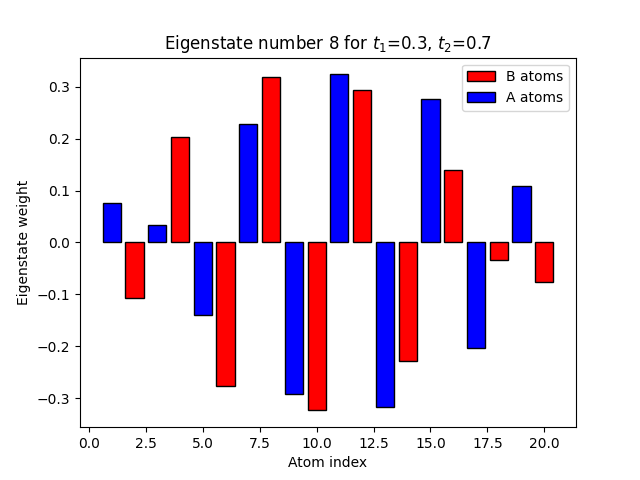 Eigenstate number 8 for t₁=0.3, t₂=0.7
B atoms
A atoms
Eigenstate weight
0.3
0.2
0.1
0.0
−0.1
−0.2
−0.3
0.0 2.5 5.0 7.5 10.0 12.5 15.0 17.5 20.0
Atom index